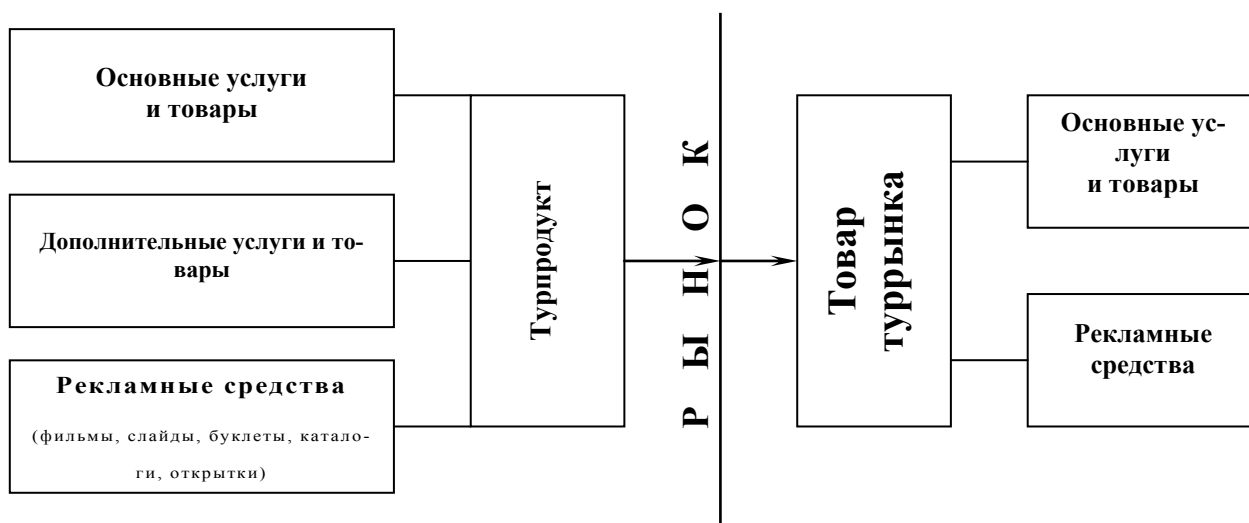 Основные услуги
и товары
Дополнительные услуги и то-
вары
Рекламные средства
(фильмы, слайды, буклеты, катало-
ги, открытки)
Турпродукт
Р Ы Н О К
Товар
туррынка
Основные ус-
луги
и товары
Рекламные
средства